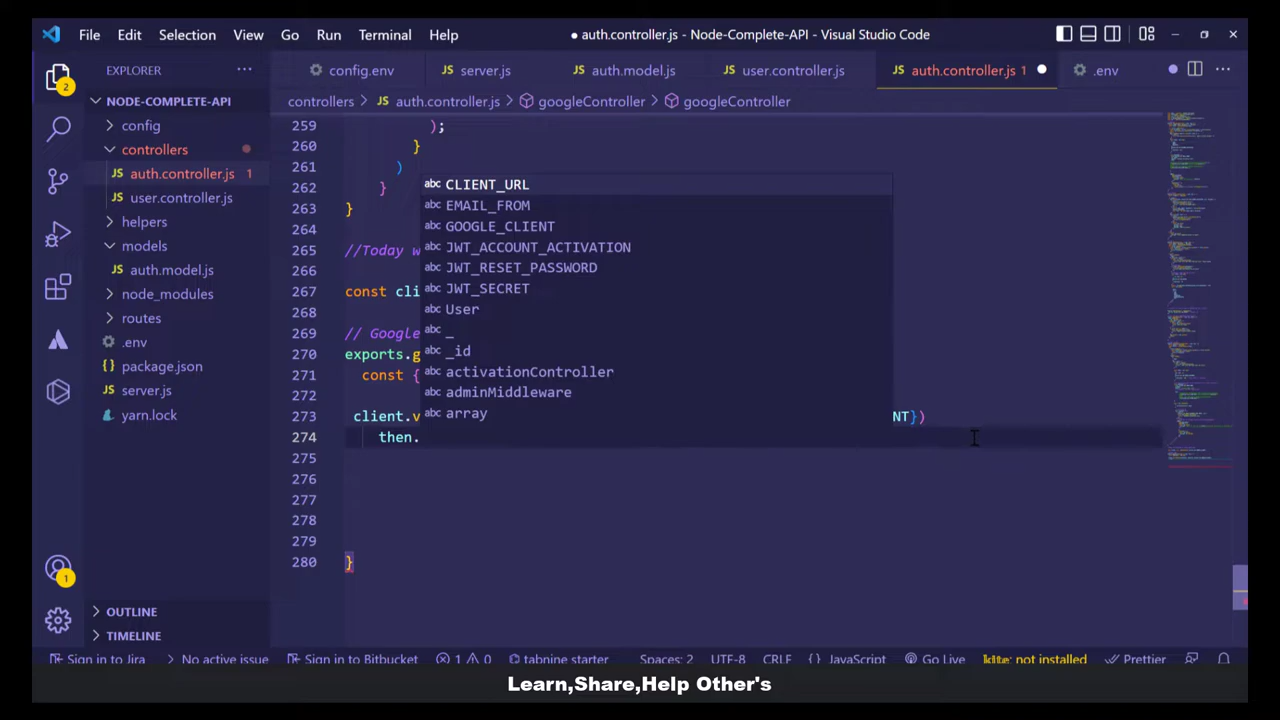 File Edit Selection View Go Run Terminal Help
● auth.controller.js - Node-Complete-API - Visual Studio Code
EXPLORER
config.env
server.js
auth.model.js
user.controller.js
auth.controller.js 1
.env
NODE-COMPLETE-API
config
controllers
auth.controller.js 1
user.controller.js
helpers
models
auth.model.js
node_modules
routes
.env
package.json
server.js
yarn.lock
OUTLINE
TIMELINE
controllers > JS auth.controller.js > googleController > googleController
259 );
260 }
261 )
262 }
263 }
264
265 //Today w
266
267 const cli
268
269 // Google
270 exports.g
271 const {
272
273 client.v NT})
274 then.
275
276
277
278
279
280 }
abc CLIENT_URL
abc EMAIL_FROM
abc GOOGLE_CLIENT
abc JWT_ACCOUNT_ACTIVATION
abc JWT_RESET_PASSWORD
abc JWT_SECRET
abc User
abc _
abc _id
abc activationController
abc adminMiddleware
abc array
2
1
Sign in to Jira No active issue Sign in to Bitbucket 1 0 tabnine starter Spaces: 2 UTF-8 CRLF {} JavaScript Go Live kite: not installed Prettier
Learn,Share,Help Other's